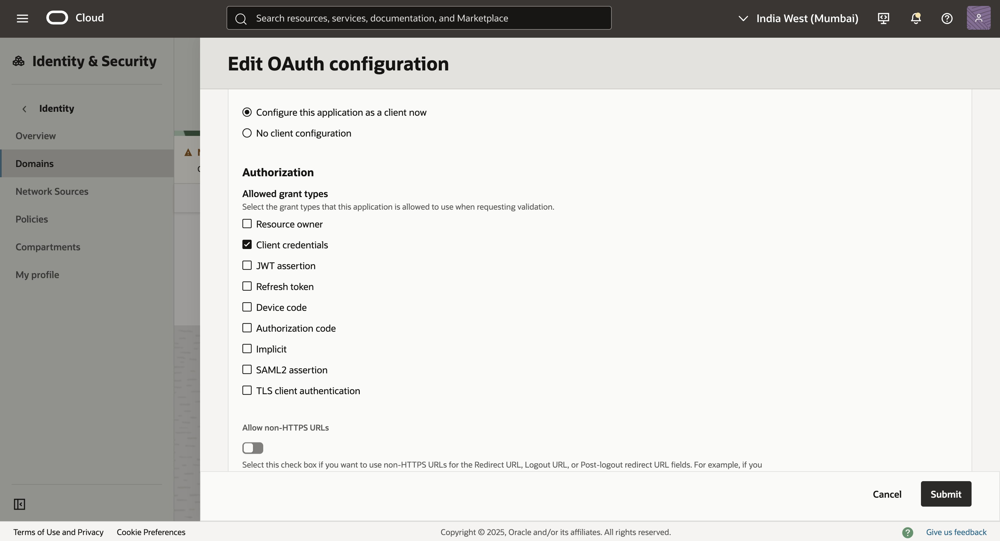 Cloud
Search resources, services, documentation, and Marketplace
India West (Mumbai)
Identity & Security
Identity
Overview
Domains
Network Sources
Policies
Compartments
My profile
Edit OAuth configuration
Configure this application as a client now
No client configuration
Authorization
Allowed grant types
Select the grant types that this application is allowed to use when requesting validation.
Resource owner
Client credentials
JWT assertion
Refresh token
Device code
Authorization code
Implicit
SAML2 assertion
TLS client authentication
Allow non-HTTPS URLs
Select this check box if you want to use non-HTTPS URLs for the Redirect URL, Logout URL, or Post-logout redirect URL fields. For example, if you
Cancel
Submit
Terms of Use and Privacy
Cookie Preferences
Copyright © 2025, Oracle and/or its affiliates. All rights reserved.
Give us feedback